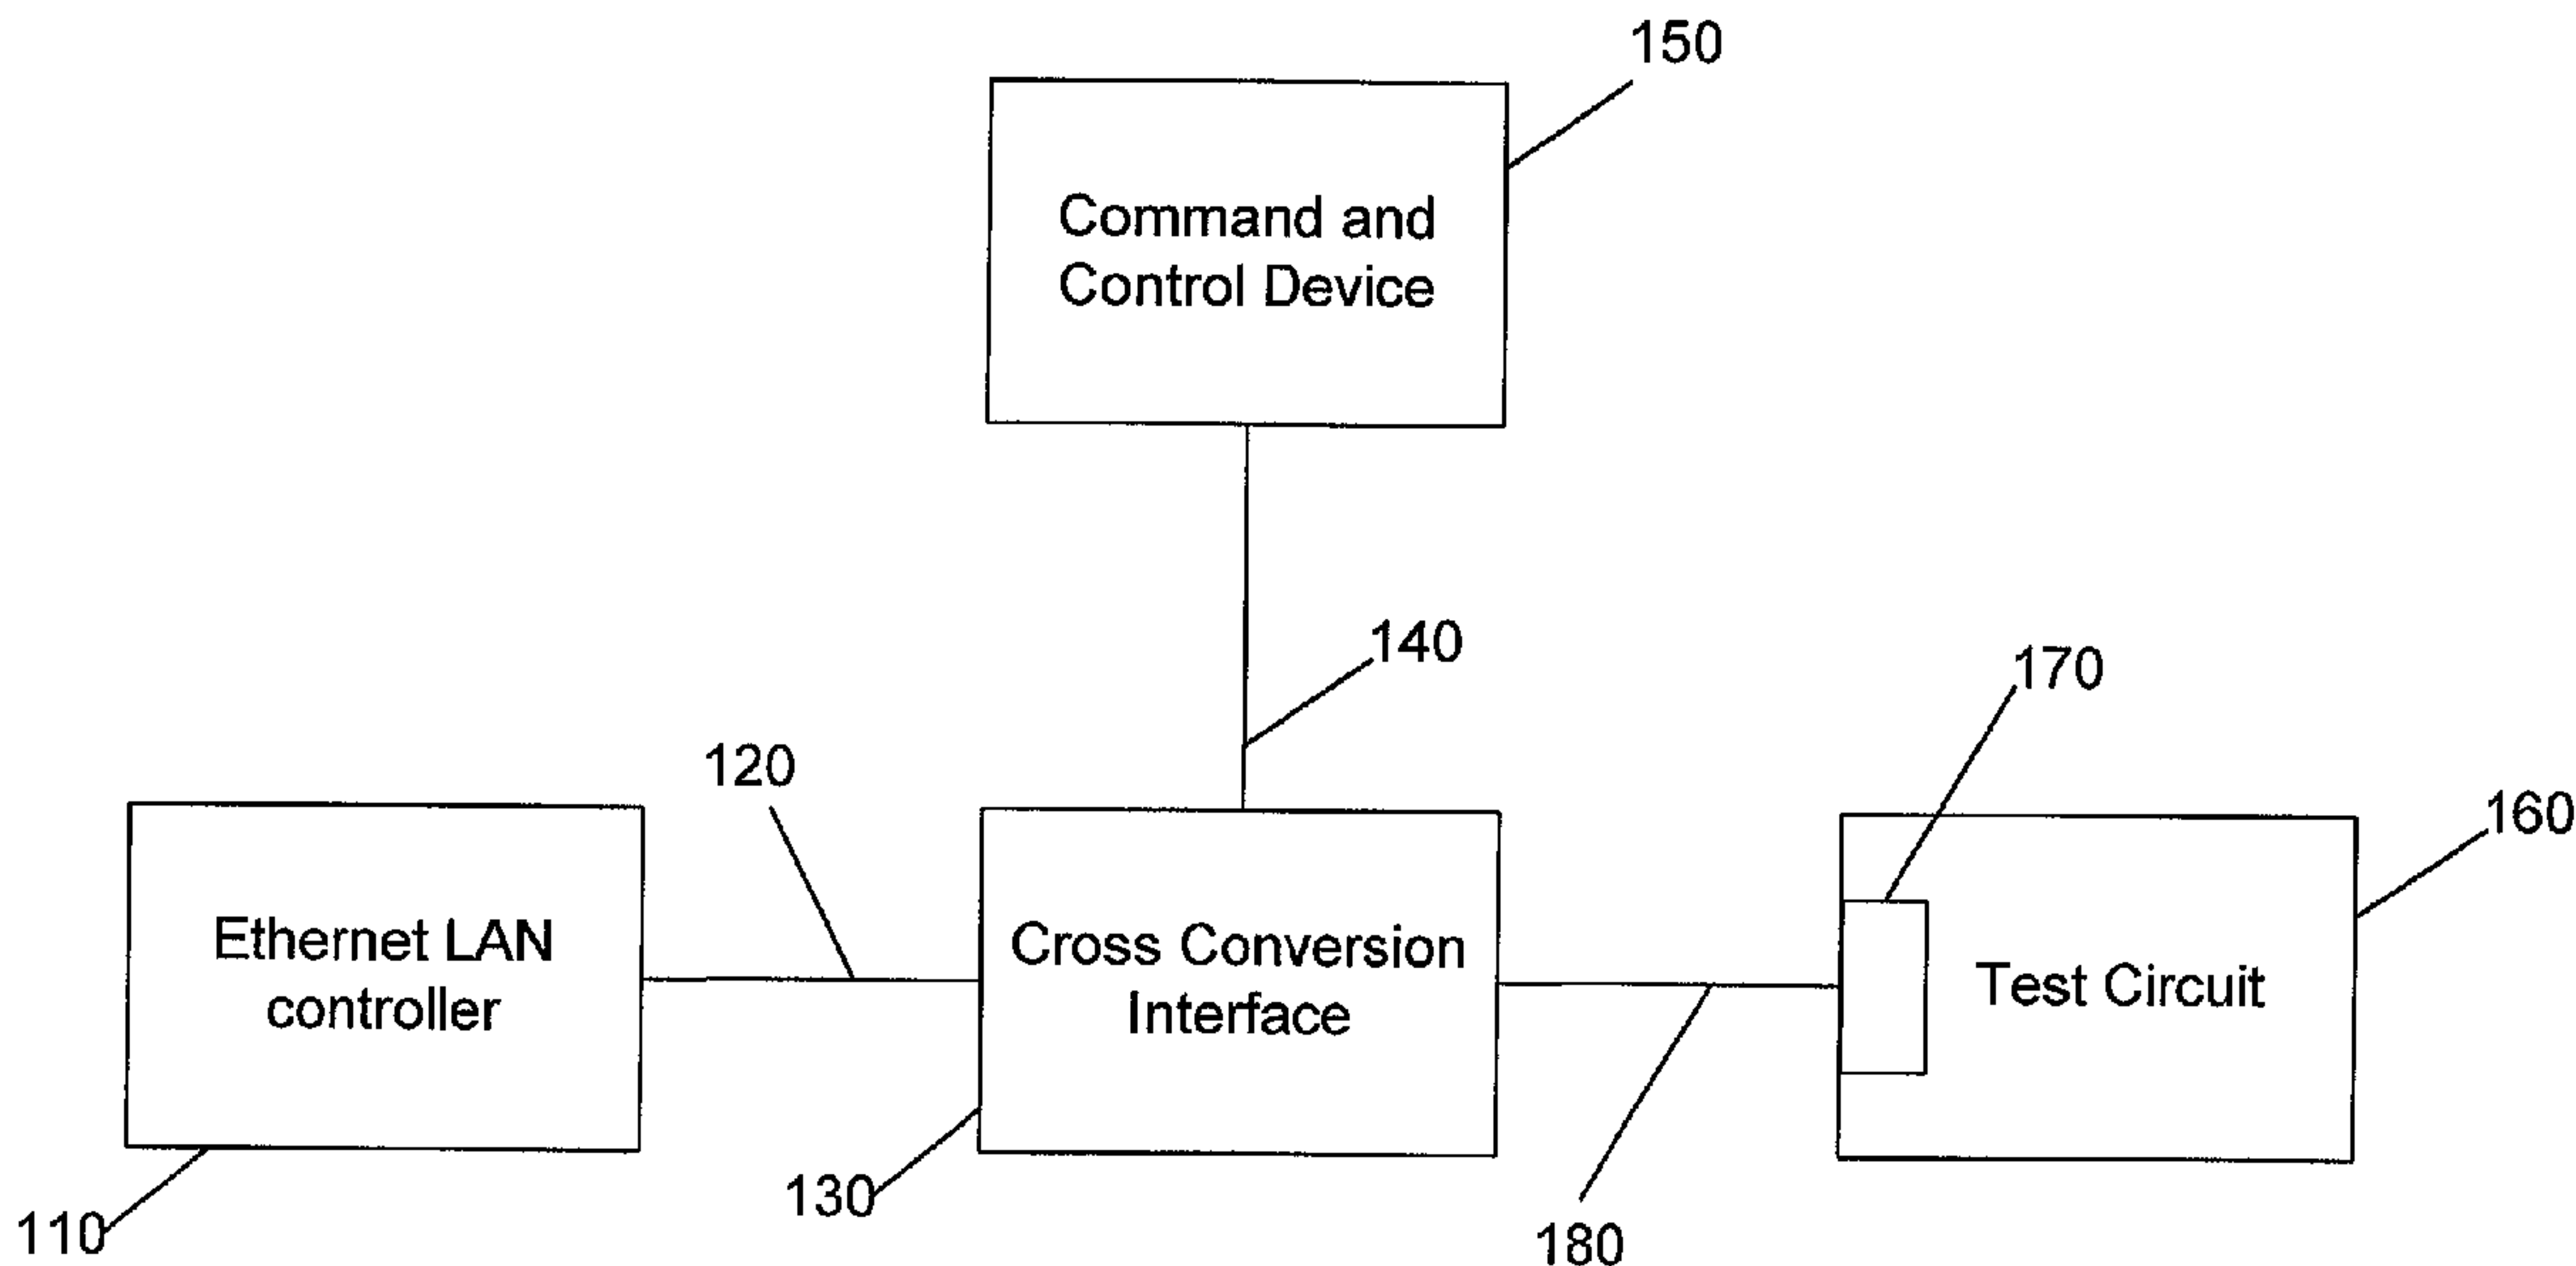 150
Command and
Control Device
140
170
120
160
Ethernet LAN
controller
Cross Conversion
Interface
Test Circuit
130
110
180